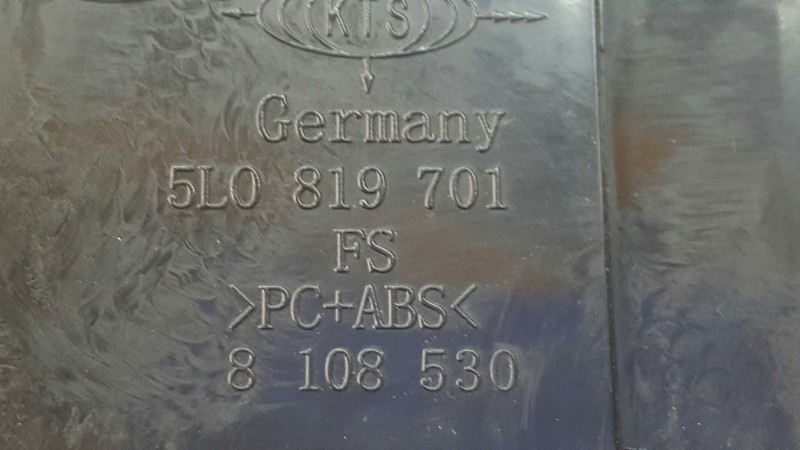 KTS
Germany
5L0 819 701
FS
>PC+ABS<
8 108 530